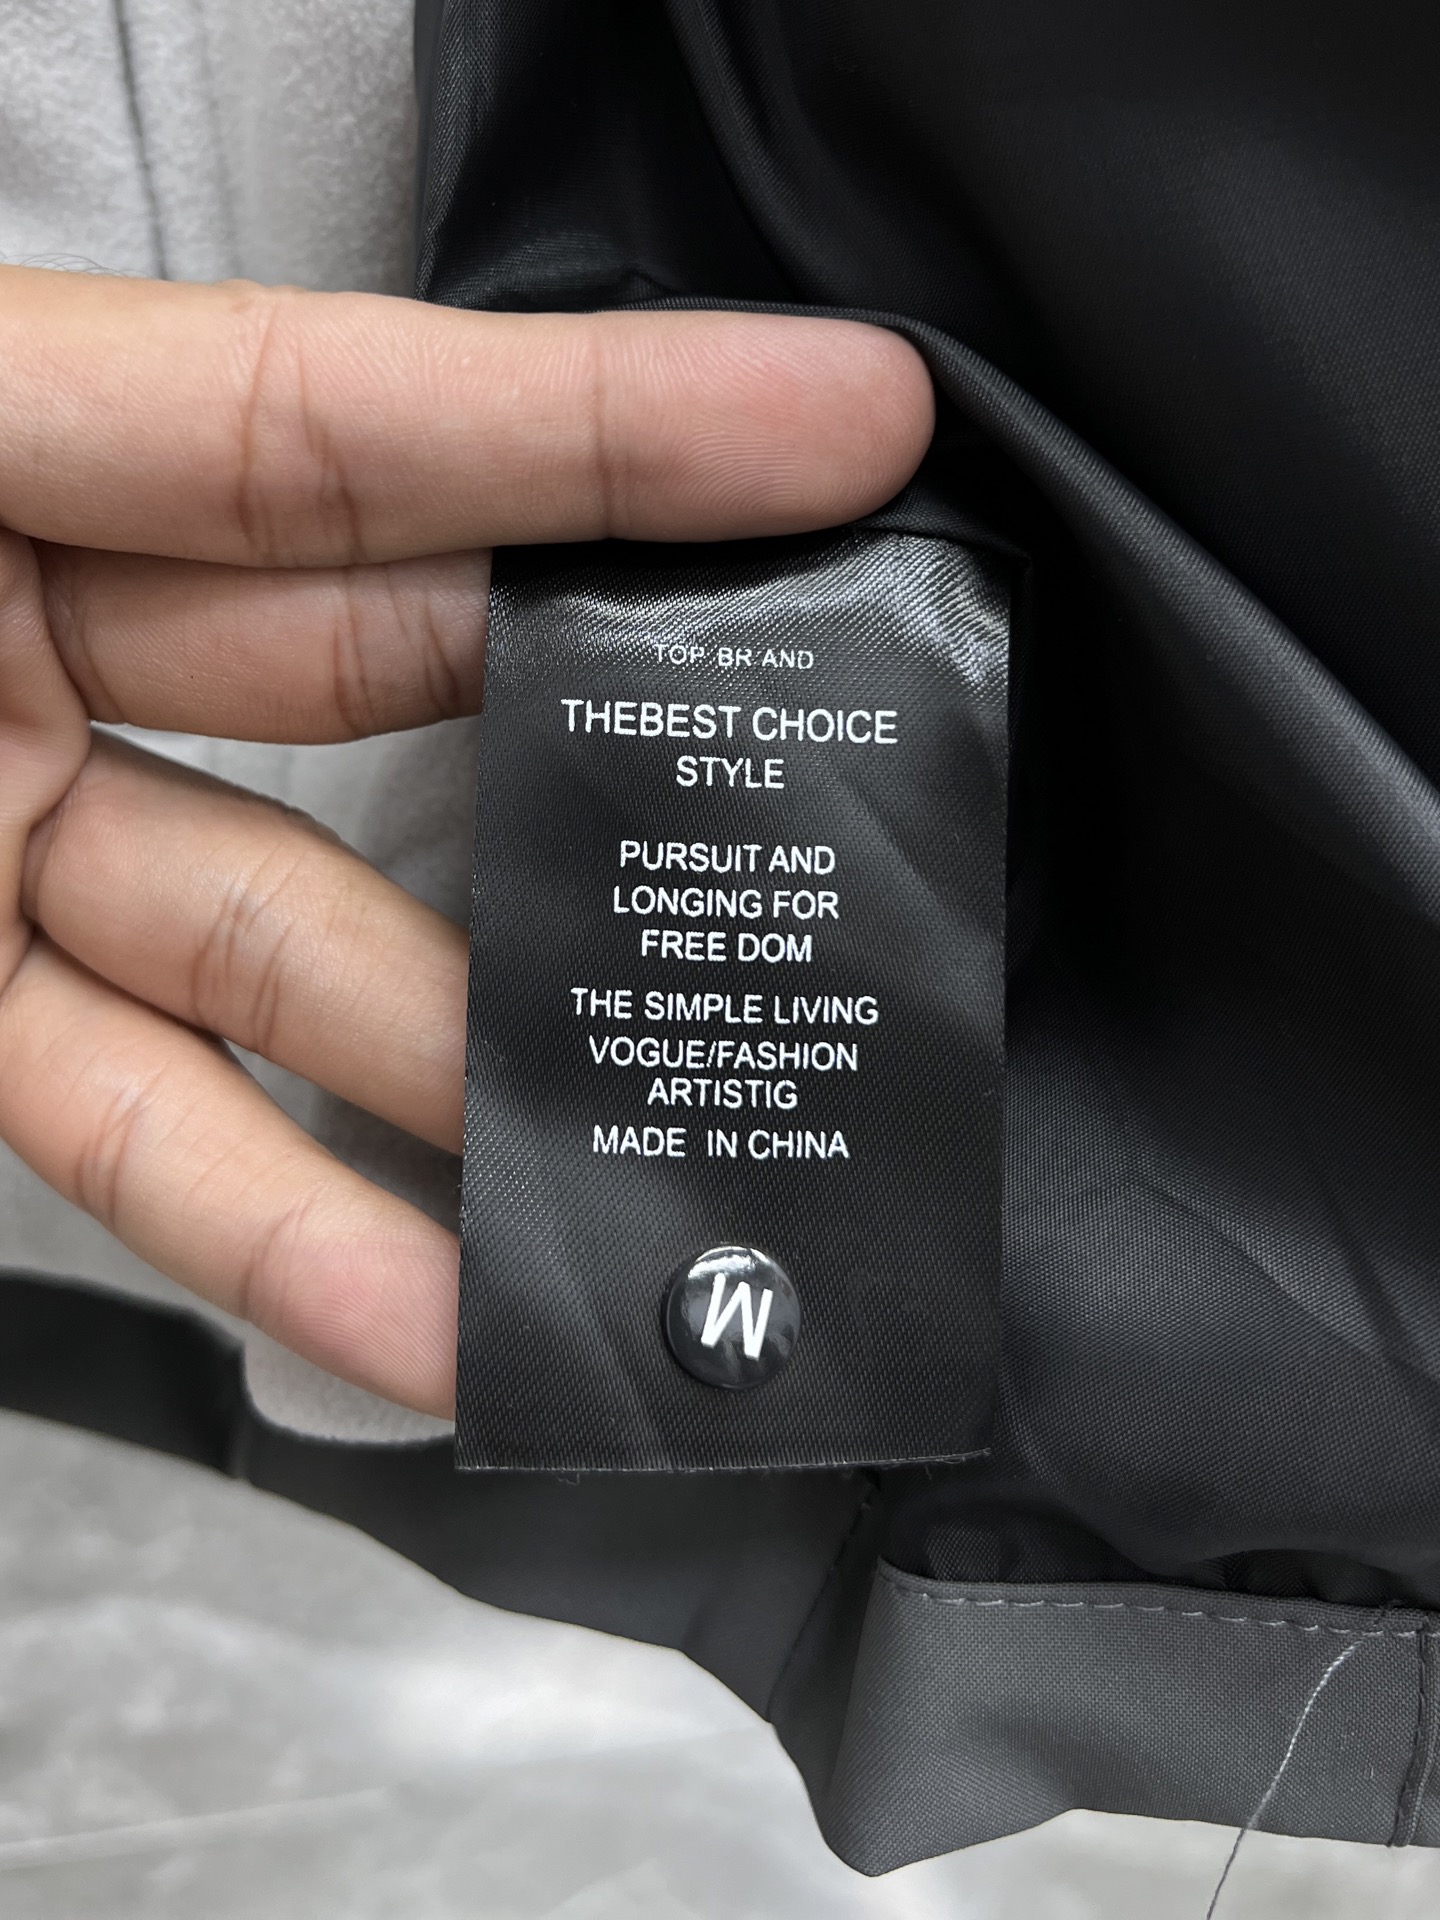 TOP BR AND
THEBEST CHOICE
STYLE
PURSUIT AND
LONGING FOR
FREE DOM
THE SIMPLE LIVING
VOGUE/FASHION
ARTISTIG
MADE IN CHINA
M